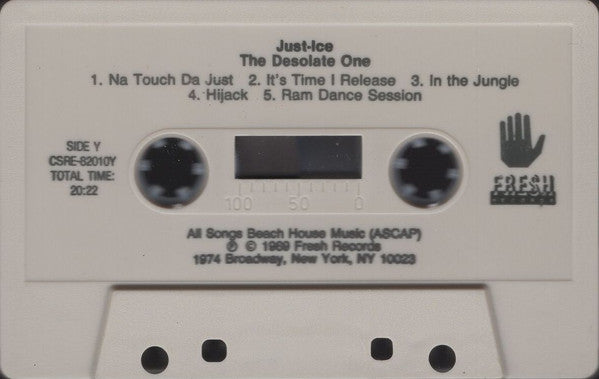 Just-Ice
The Desolate One
1. Na Touch Da Just 2. It's Time I Release 3. In the Jungle
4. Hijack 5. Ram Dance Session
SIDE Y
CSRE-82010Y
TOTAL TIME:
20:22
100 50 0
FRESH
RECORDS
All Songs Beach House Music (ASCAP)
℗ © 1989 Fresh Records
1974 Broadway, New York, NY 10023